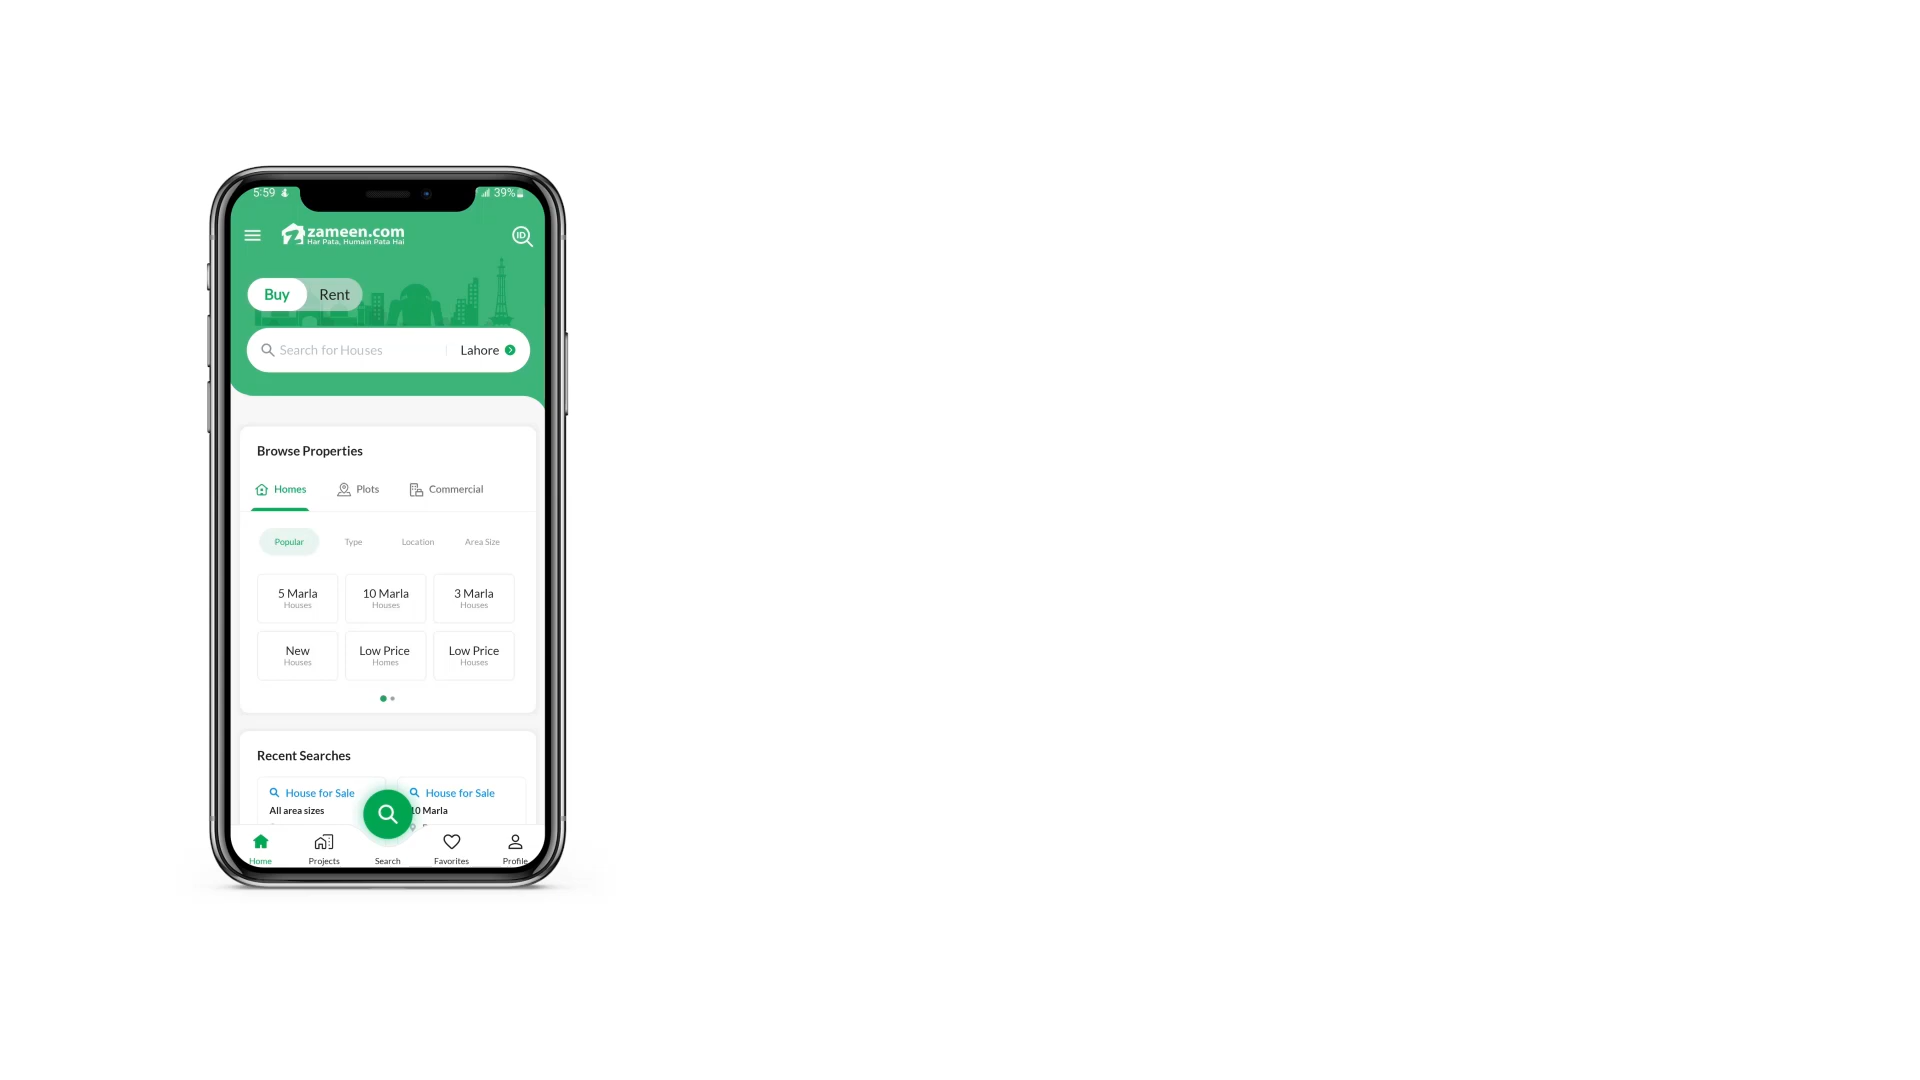 5:59
39%
zameen.com
Har Pata, Humain Pata Hai
ID
Buy Rent
Search for Houses Lahore
Browse Properties
Homes Plots Commercial
Popular Type Location Area Size
5 Marla 10 Marla 3 Marla
Houses Houses Houses
New Low Price Low Price
Houses Homes Houses
Recent Searches
House for Sale House for Sale
All area sizes 10 Marla
Home Projects Search Favorites Profile